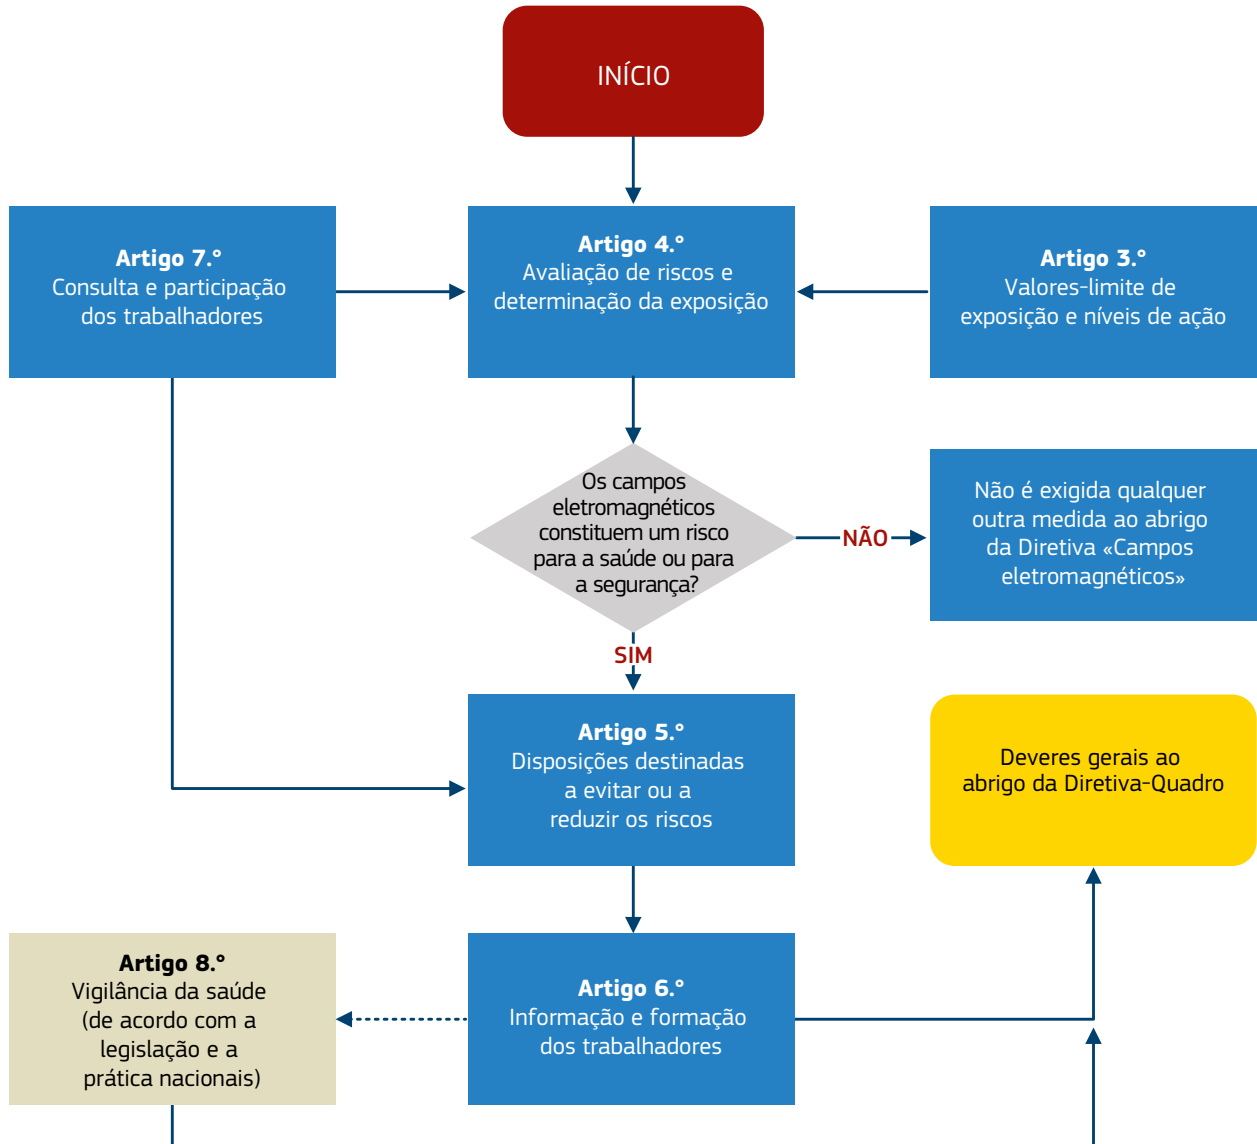 INÍCIO
Artigo 7.°
Consulta e participação
dos trabalhadores
Artigo 4.°
Avaliação de riscos e
determinação da exposição
Artigo 3.°
Valores-limite de
exposição e níveis de ação
Os campos
eletromagnéticos
constituem um risco
para a saúde ou para
a segurança?
NÃO
Não é exigida qualquer
outra medida ao abrigo
da Diretiva «Campos
eletromagnéticos»
SIM
Artigo 5.°
Disposições destinadas
a evitar ou a
reduzir os riscos
Deveres gerais ao
abrigo da Diretiva-Quadro
Artigo 8.°
Vigilância da saúde
(de acordo com a
legislação e a
prática nacionais)
Artigo 6.°
Informação e formação
dos trabalhadores